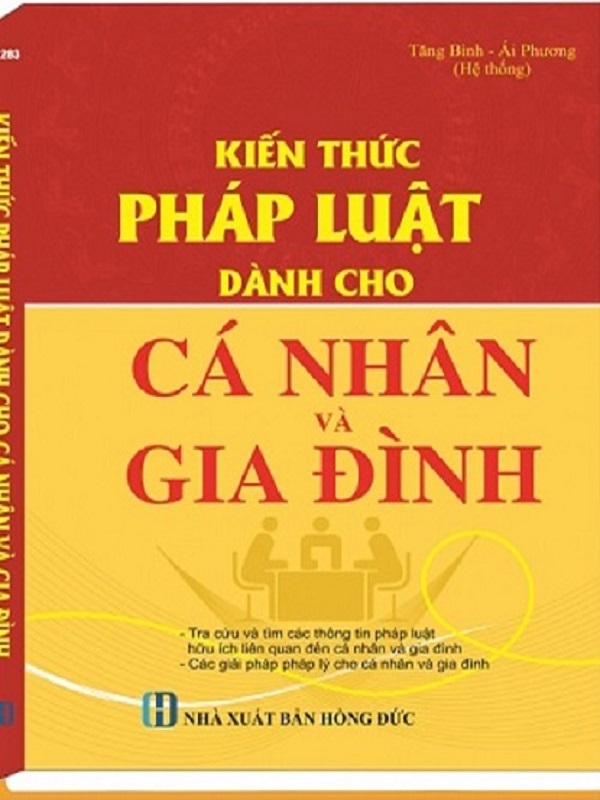 283
Tăng Bình - Ái Phương
(Hệ thống)
KIẾN THỨC
PHÁP LUẬT
DÀNH CHO
CÁ NHÂN
VÀ
GIA ĐÌNH
- Tra cứu và tìm các thông tin pháp luật
hữu ích liên quan đến cá nhân và gia đình
- Các giải pháp pháp lý cho cá nhân và gia đình
NHÀ XUẤT BẢN HỒNG ĐỨC
KIẾN THỨC PHÁP LUẬT DÀNH CHO CÁ NHÂN VÀ GIA ĐÌNH